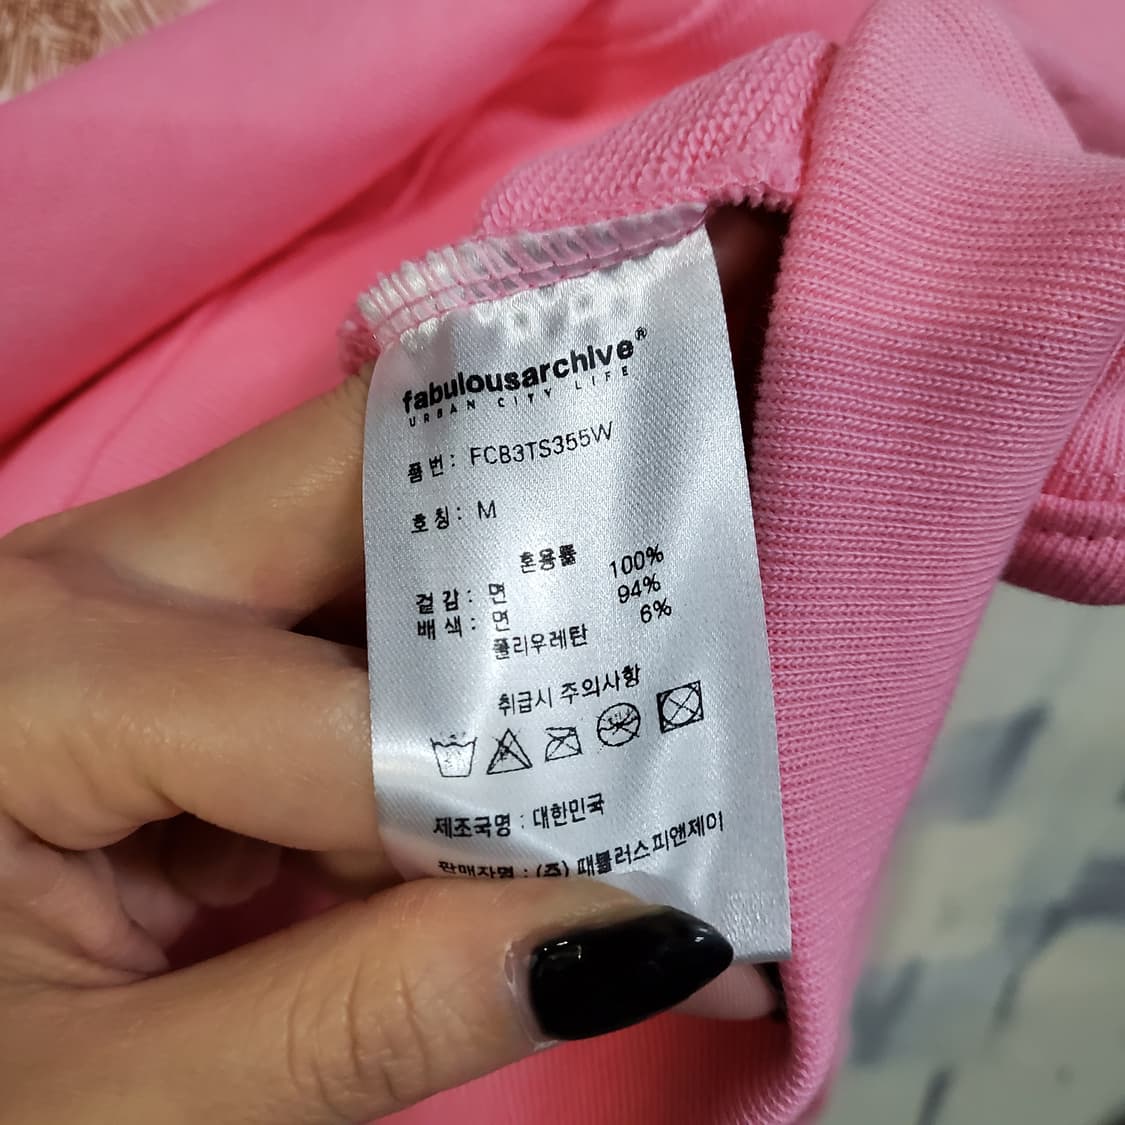 fabulousarchive®
URBAN CITY LIFE
품번: FCB3TS355W
호칭: M
혼용률
겉감: 면 100%
배색: 면 94%
폴리우레탄 6%
취급시 주의사항
제조국명 : 대한민국
판매자명 : (주) 패뷸러스피앤제이